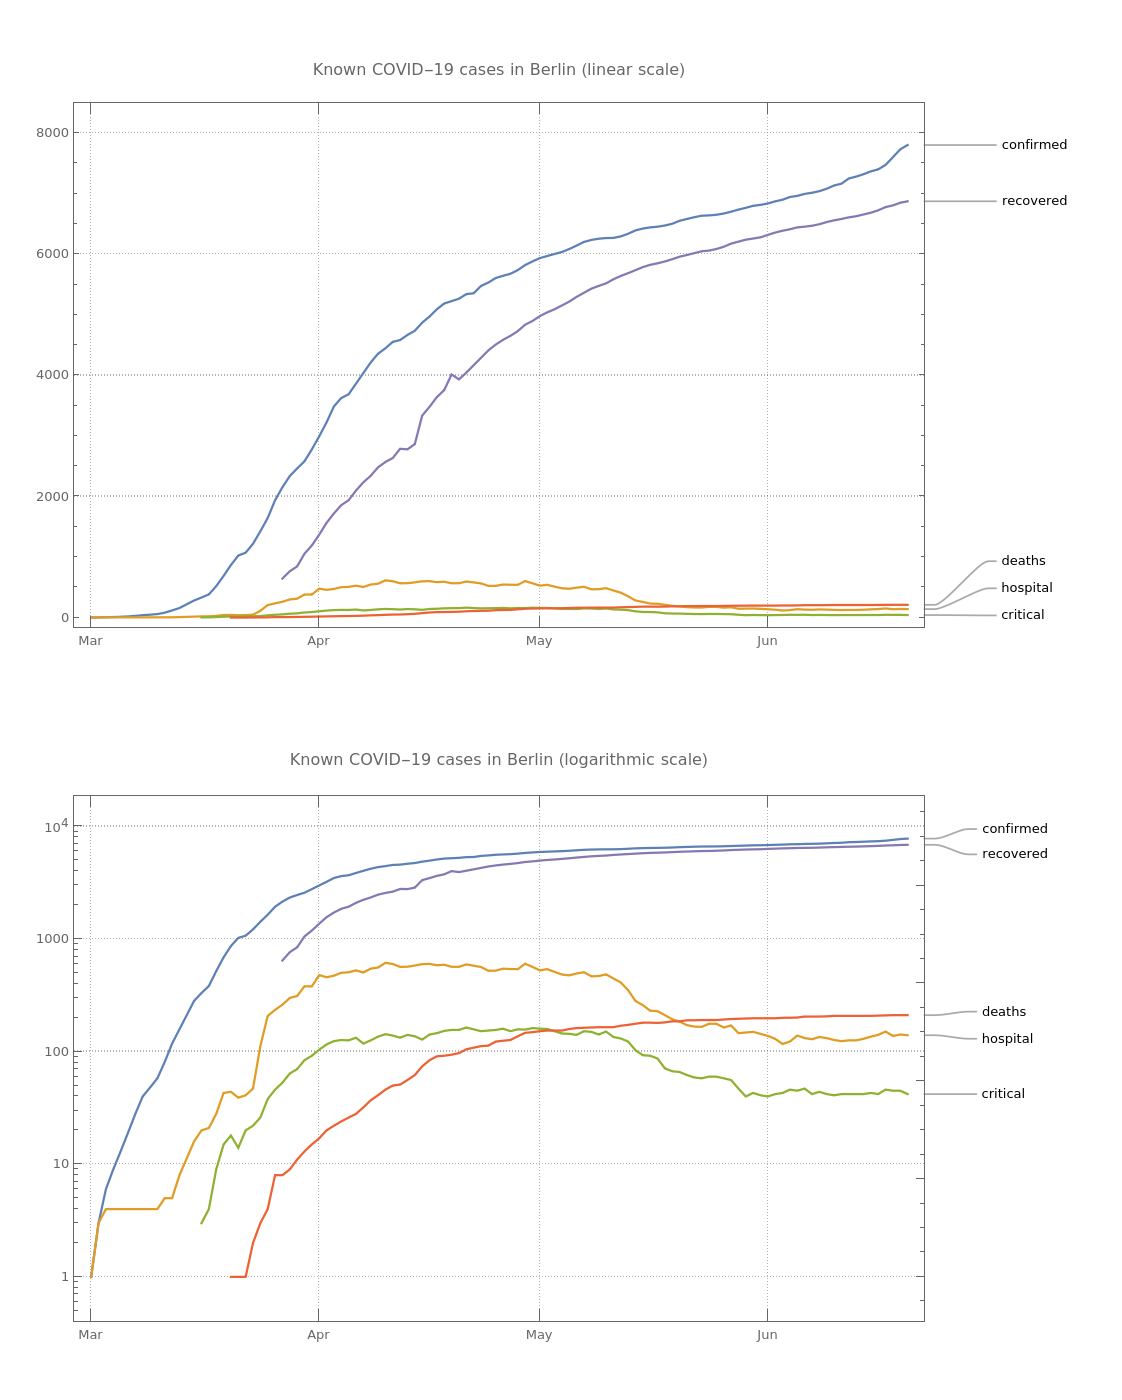 Known COVID‒19 cases in Berlin (linear scale)
8000
6000
4000
2000
0
Mar Apr May Jun
confirmed
recovered
deaths
hospital
critical
Known COVID‒19 cases in Berlin (logarithmic scale)
10⁴
1000
100
10
1
Mar Apr May Jun
confirmed
recovered
deaths
hospital
critical